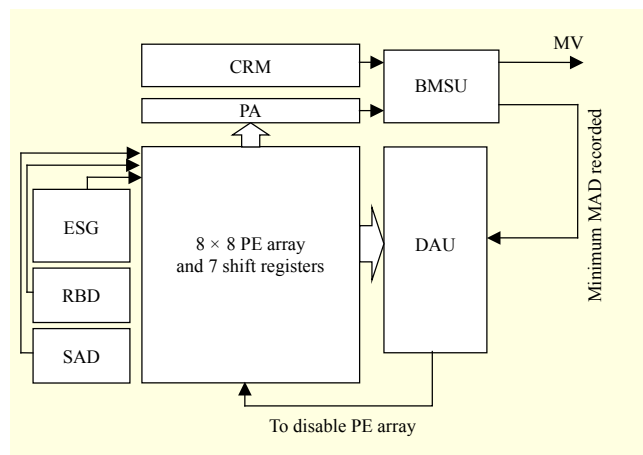 MV
CRM
BMSU
PA
Minimum MAD recorded
ESG
8 × 8 PE array
and 7 shift registers
DAU
RBD
SAD
To disable PE array